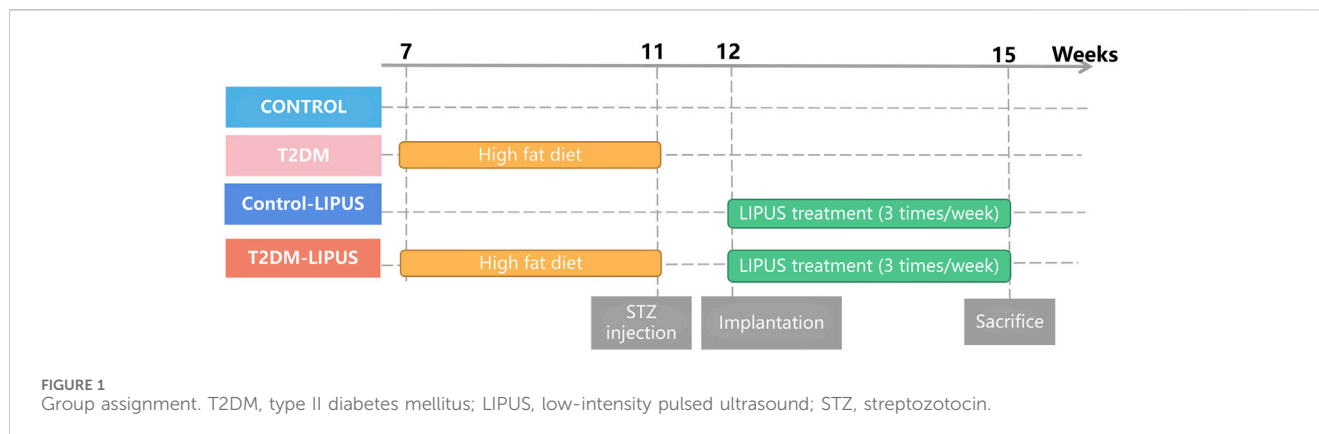 7 11 12 15 Weeks
CONTROL
T2DM
High fat diet
Control-LIPUS
LIPUS treatment (3 times/week)
T2DM-LIPUS
High fat diet
LIPUS treatment (3 times/week)
STZ
injection
Implantation
Sacrifice
FIGURE 1
Group assignment. T2DM, type II diabetes mellitus; LIPUS, low-intensity pulsed ultrasound; STZ, streptozotocin.